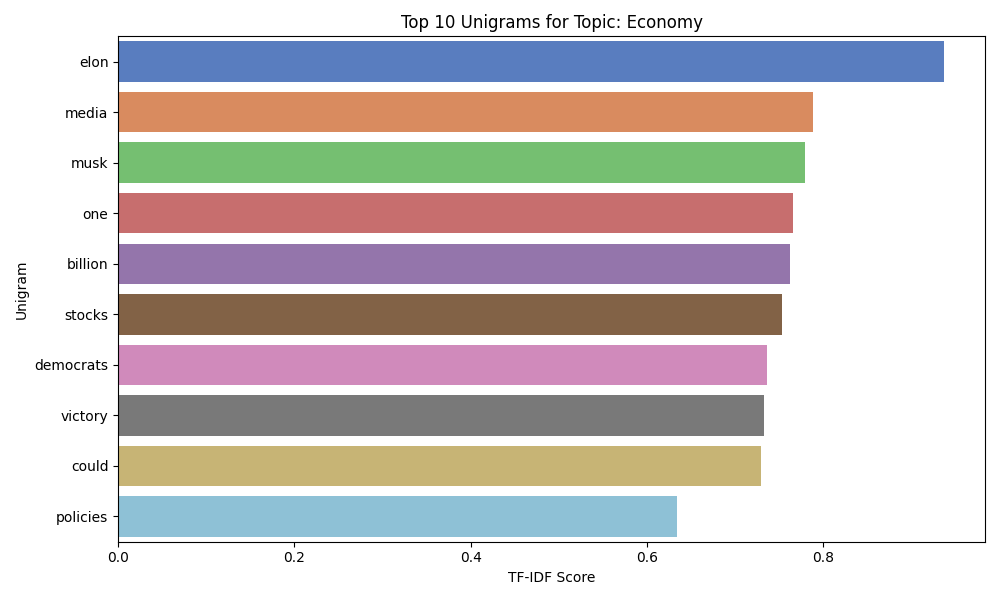 Top 10 Unigrams for Topic: Economy
elon
media
musk
one
billion
stocks
democrats
victory
could
policies
Unigram
0.0 0.2 0.4 0.6 0.8
TF-IDF Score